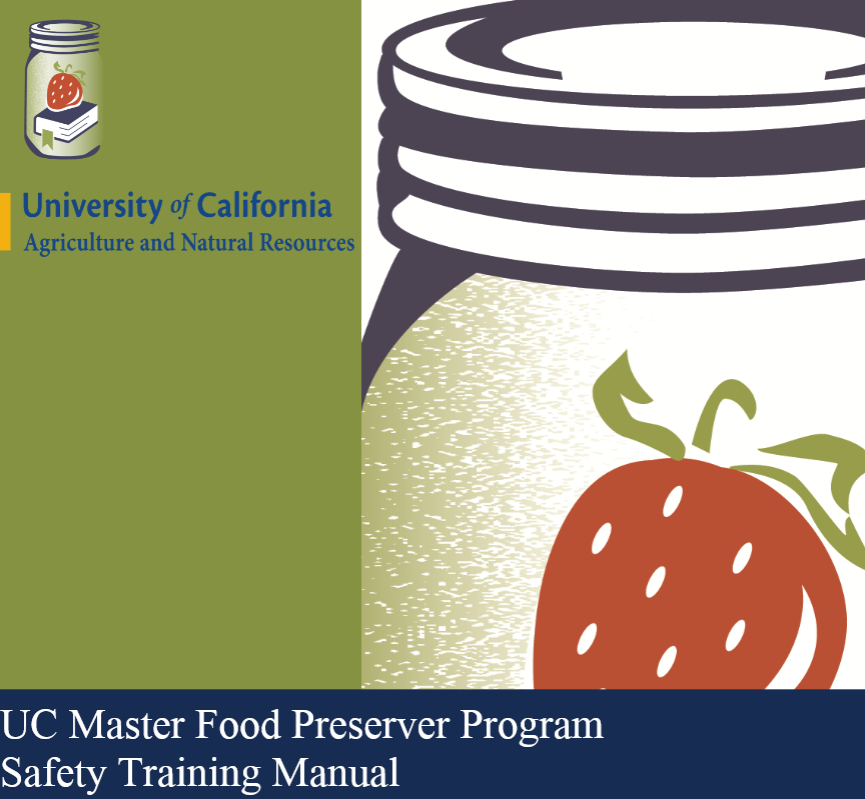 University of California
Agriculture and Natural Resources
UC Master Food Preserver Program
Safety Training Manual